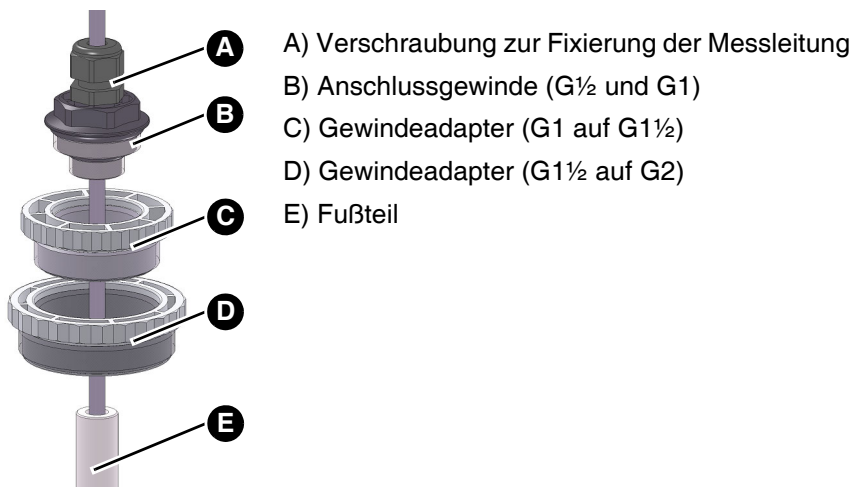 A
B
C
D
E
A) Verschraubung zur Fixierung der Messleitung
B) Anschlussgewinde (G½ und G1)
C) Gewindeadapter (G1 auf G1½)
D) Gewindeadapter (G1½ auf G2)
E) Fußteil